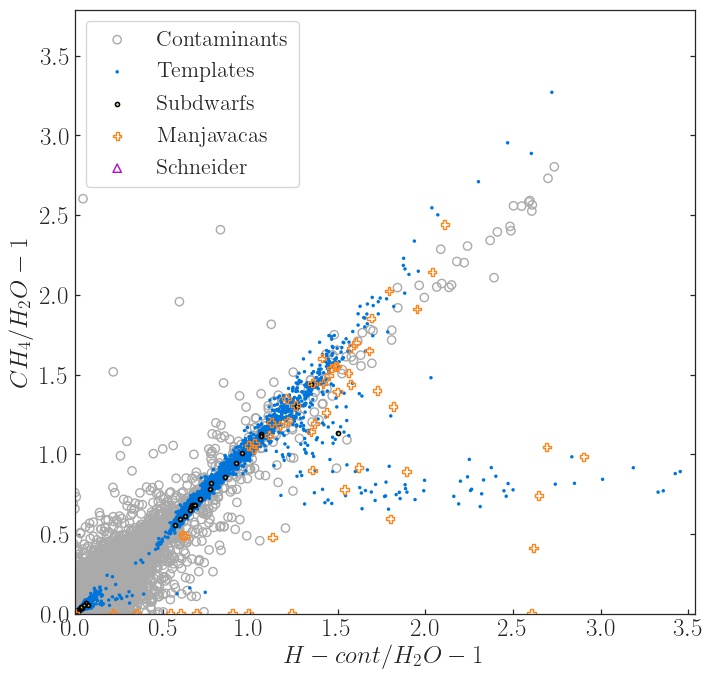 Contaminants
Templates
Subdwarfs
Manjavacas
Schneider
3.5
3.0
2.5
2.0
1.5
1.0
0.5
0.0
CH₄/H₂O − 1
0.0 0.5 1.0 1.5 2.0 2.5 3.0 3.5
H − cont/H₂O − 1